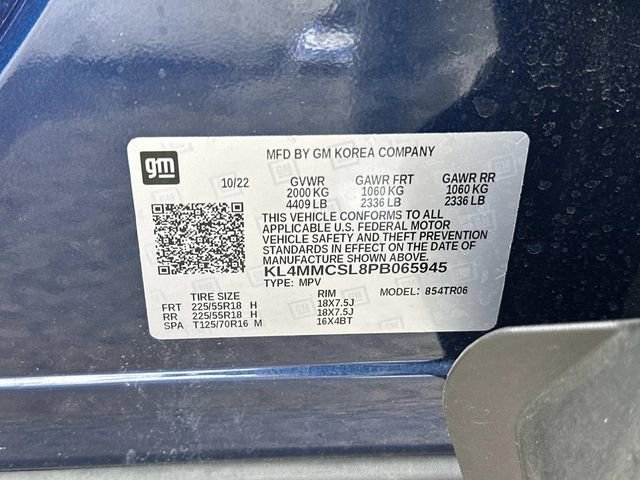 gm
MFD BY GM KOREA COMPANY
10/22 GVWR GAWR FRT GAWR RR
2000 KG 1060 KG 1060 KG
4409 LB 2336 LB 2336 LB
THIS VEHICLE CONFORMS TO ALL
APPLICABLE U.S. FEDERAL MOTOR
VEHICLE SAFETY AND THEFT PREVENTION
STANDARDS IN EFFECT ON THE DATE OF
MANUFACTURE SHOWN ABOVE.
KL4MMCSL8PB065945
TYPE: MPV MODEL: 854TR06
TIRE SIZE RIM
FRT 225/55R18 H 18X7.5J
RR 225/55R18 H 18X7.5J
SPA T125/70R16 M 16X4BT